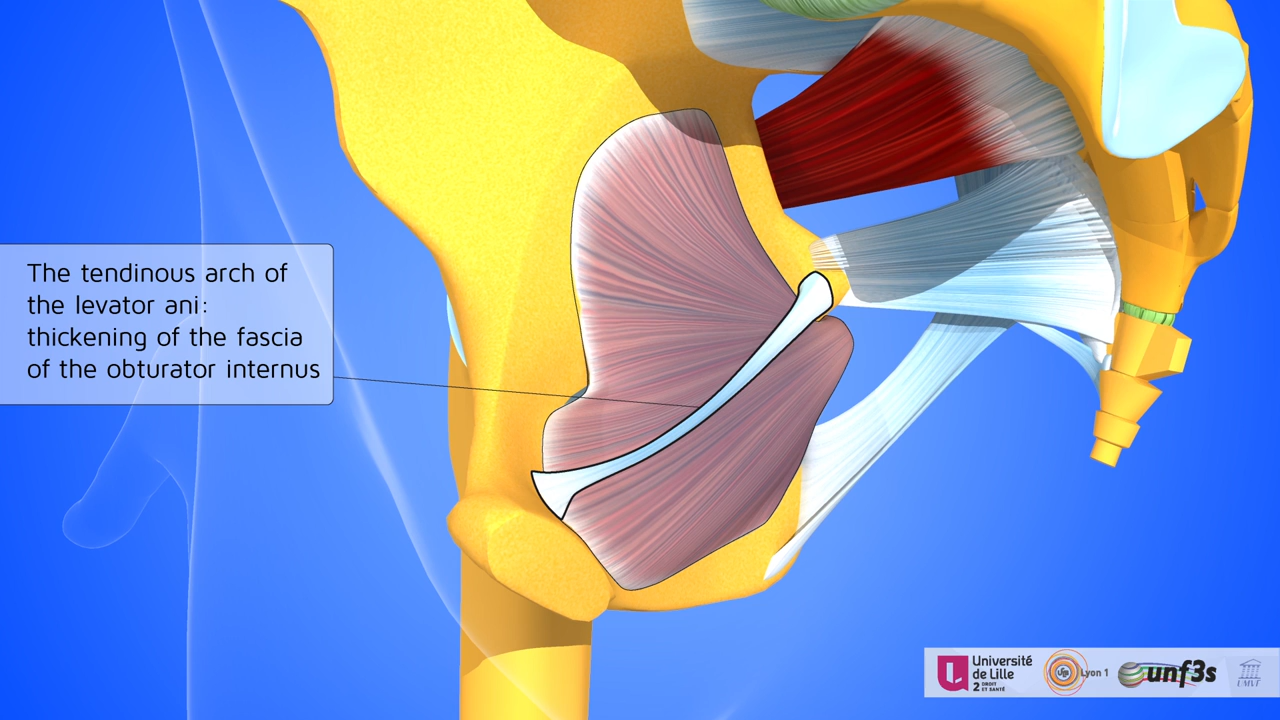 The tendinous arch of
the levator ani:
thickening of the fascia
of the obturator internus
Université
de Lille
2 DROIT
ET SANTÉ
Lyon 1
unf3s
UMVF